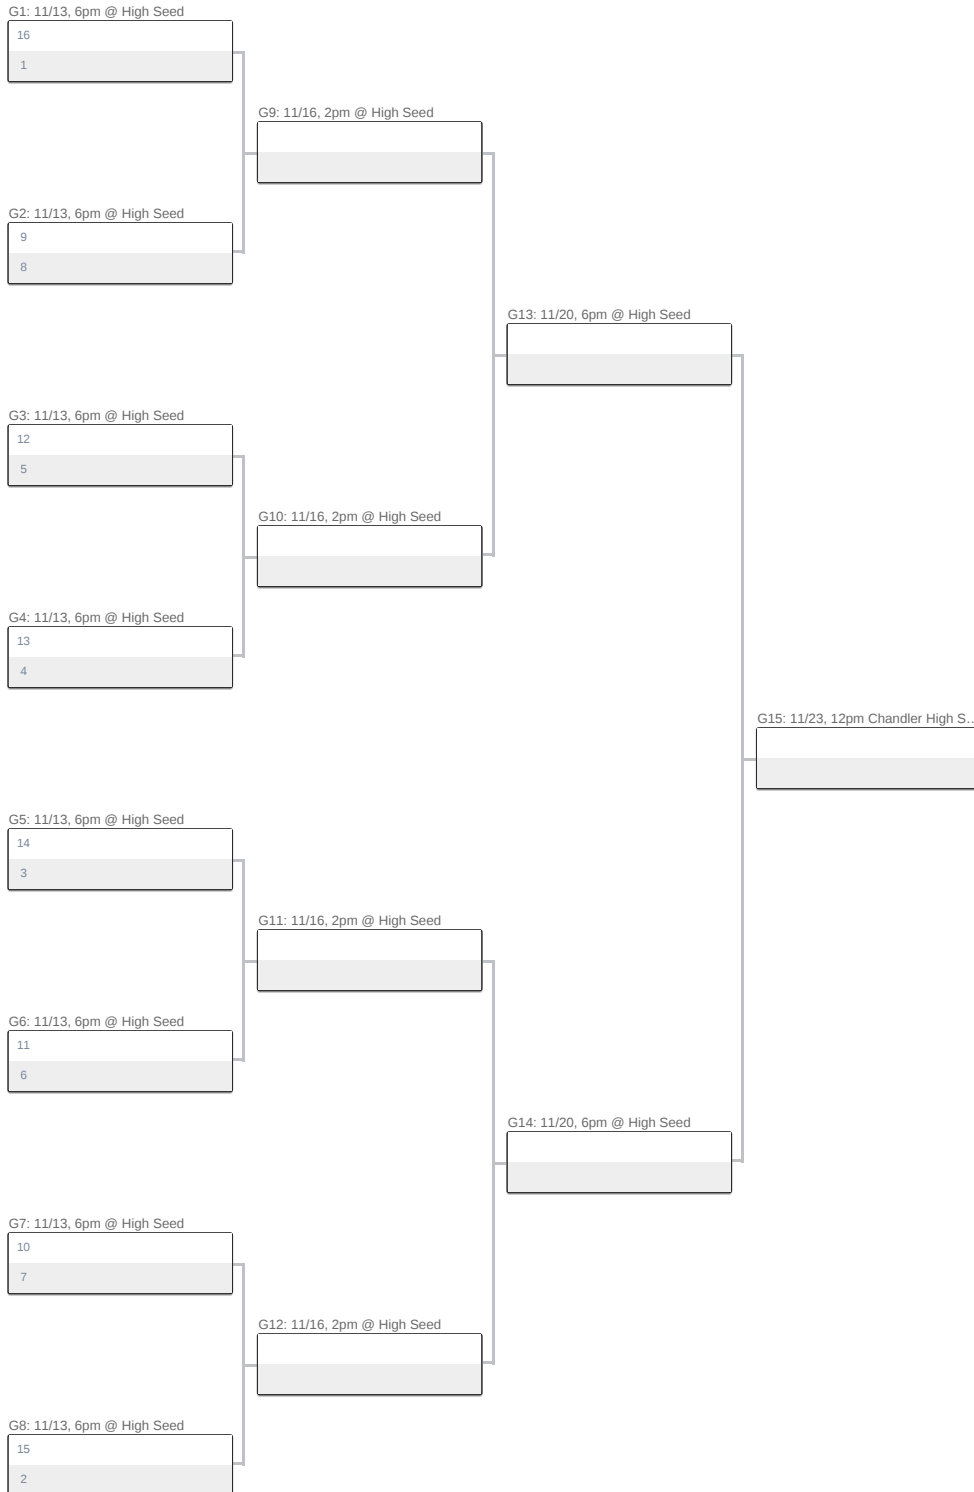 G1: 11/13, 6pm @ High Seed
16
1
G9: 11/16, 2pm @ High Seed
G2: 11/13, 6pm @ High Seed
9
8
G13: 11/20, 6pm @ High Seed
G3: 11/13, 6pm @ High Seed
12
5
G10: 11/16, 2pm @ High Seed
G4: 11/13, 6pm @ High Seed
13
4
G15: 11/23, 12pm Chandler High S...
G5: 11/13, 6pm @ High Seed
14
3
G11: 11/16, 2pm @ High Seed
G6: 11/13, 6pm @ High Seed
11
6
G14: 11/20, 6pm @ High Seed
G7: 11/13, 6pm @ High Seed
10
7
G12: 11/16, 2pm @ High Seed
G8: 11/13, 6pm @ High Seed
15
2